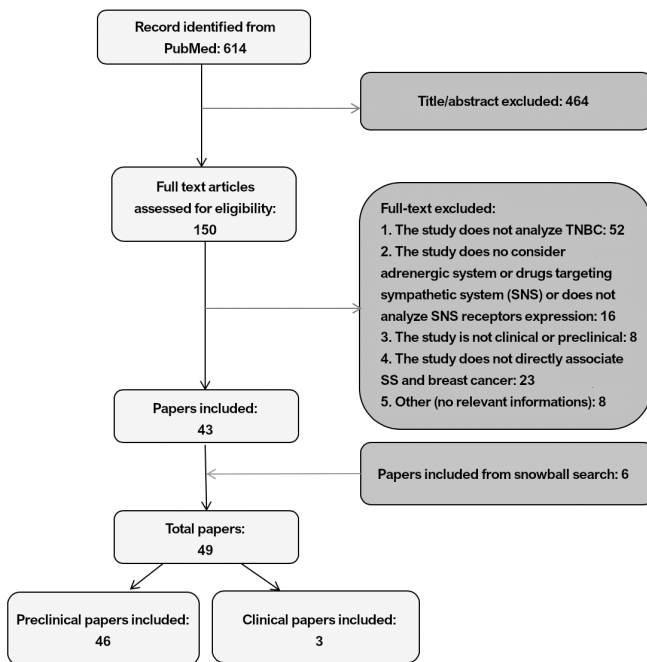 Record identified from
PubMed: 614
Title/abstract excluded: 464
Full text articles
assessed for eligibility:
150
Full-text excluded:
1. The study does not analyze TNBC: 52
2. The study does no consider
adrenergic system or drugs targeting
sympathetic system (SNS) or does not
analyze SNS receptors expression: 16
3. The study is not clinical or preclinical: 8
4. The study does not directly associate
SS and breast cancer: 23
5. Other (no relevant informations): 8
Papers included:
43
Papers included from snowball search: 6
Total papers:
49
Preclinical papers included:
46
Clinical papers included:
3